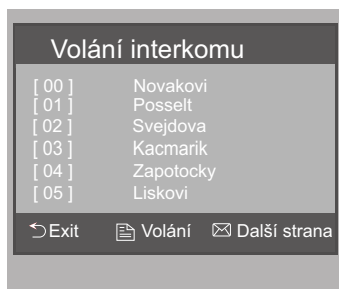 Volání interkomu
[ 00 ] Novakovi
[ 01 ] Posselt
[ 02 ] Svejdova
[ 03 ] Kacmarik
[ 04 ] Zapotocky
[ 05 ] Liskovi
Exit Volání Další strana